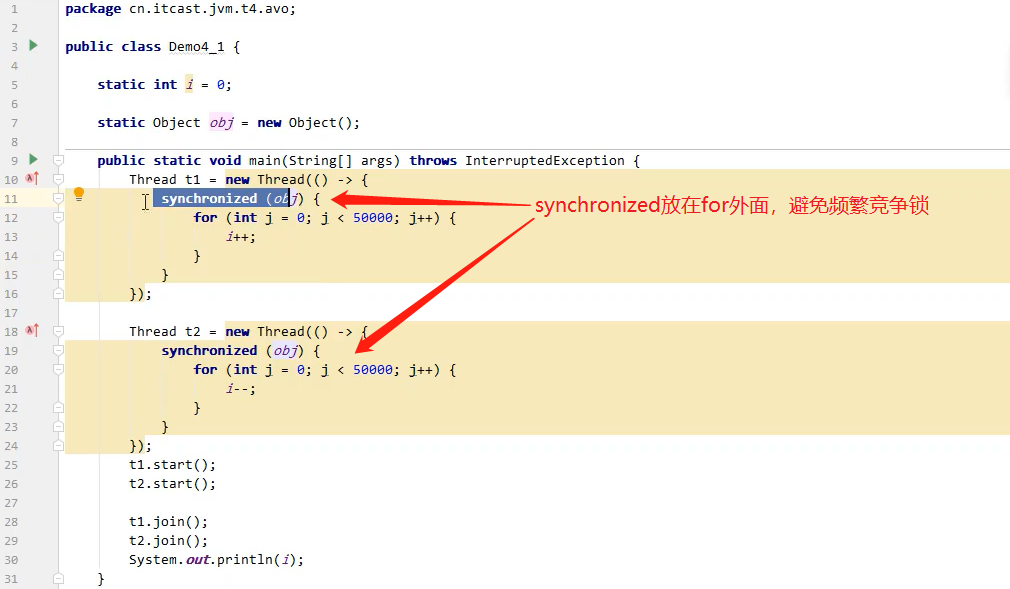 1 package cn.itcast.jvm.t4.avo;
2
3 public class Demo4_1 {
4
5 static int i = 0;
6
7 static Object obj = new Object();
8
9 public static void main(String[] args) throws InterruptedException {
10 Thread t1 = new Thread(() -> {
11 synchronized (obj) {
synchronized放在for外面，避免频繁竞争锁
12 for (int j = 0; j < 50000; j++) {
13 i++;
14 }
15 }
16 });
17
18 Thread t2 = new Thread(() -> {
19 synchronized (obj) {
20 for (int j = 0; j < 50000; j++) {
21 i--;
22 }
23 }
24 });
25 t1.start();
26 t2.start();
27
28 t1.join();
29 t2.join();
30 System.out.println(i);
31 }